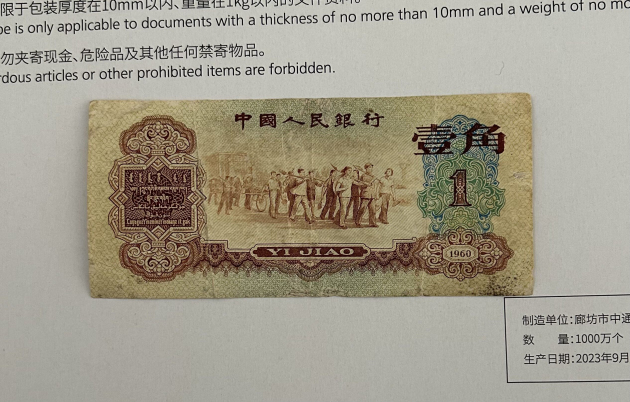 限于包装厚度在10mm以内、重量在1kg以内的文件资料。
pe is only applicable to documents with a thickness of no more than 10mm and a weight of no mo
勿夹寄现金、危险品及其他任何禁寄物品。
rdous articles or other prohibited items are forbidden.
中國人民銀行
壹角
1
YI JIAO
1960
制造单位：廊坊市中通
数 量：1000万个
生产日期：2023年9月